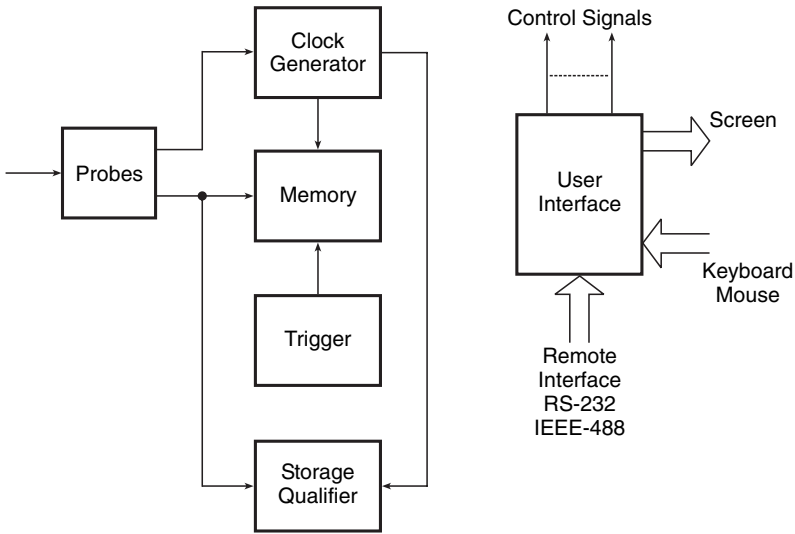 Clock
Generator
Probes
Memory
Trigger
Storage
Qualifier
Control Signals
Screen
User
Interface
Keyboard
Mouse
Remote
Interface
RS-232
IEEE-488